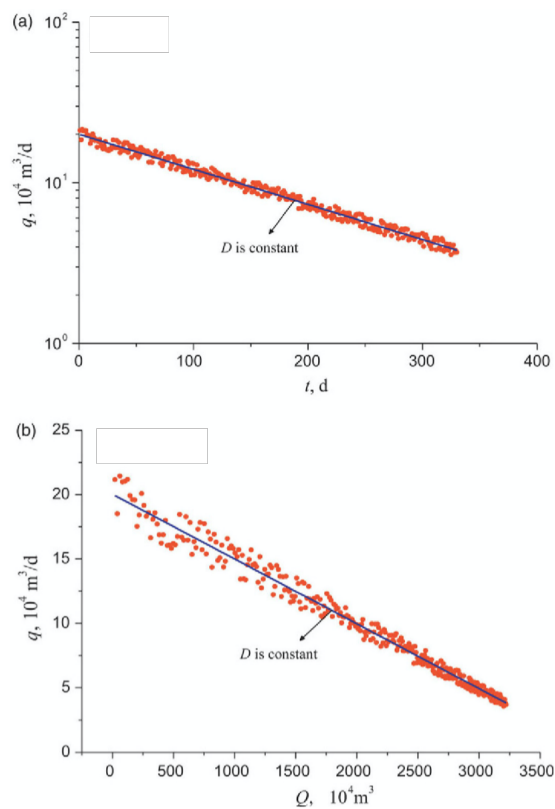 (a)
10²
10¹
10⁰
q, 10⁴ m³/d
D is constant
0 100 200 300 400
t, d
(b)
25
20
15
10
5
0
q, 10⁴ m³/d
D is constant
0 500 1000 1500 2000 2500 3000 3500
Q, 10⁴m³